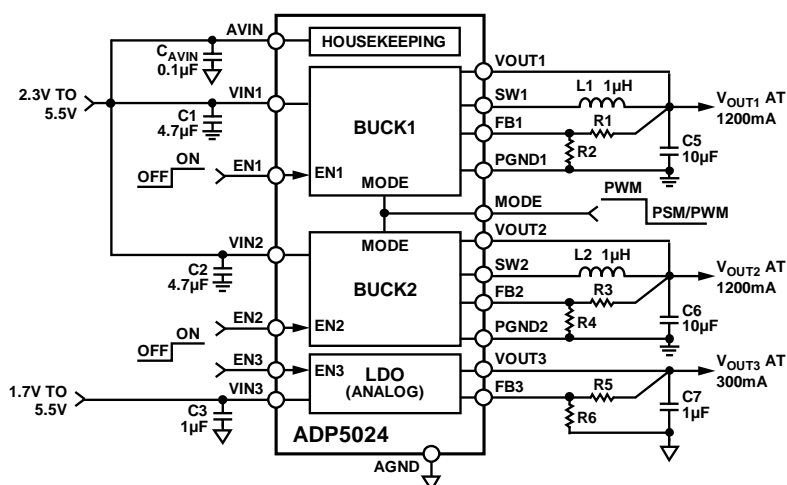 AVIN
HOUSEKEEPING
CAVIN
0.1µF
VOUT1
L1 1µH
2.3V TO
5.5V
VIN1
SW1
VOUT1 AT
1200mA
C1
4.7µF
BUCK1
FB1
R1
R2
C5
10µF
ON
OFF
EN1
EN1
PGND1
MODE
MODE
PWM
PSM/PWM
VOUT2
VIN2
MODE
L2 1µH
C2
4.7µF
BUCK2
SW2
VOUT2 AT
1200mA
FB2
R3
R4
C6
10µF
EN2
EN2
PGND2
ON
OFF
EN3
EN3
VOUT3
VOUT3 AT
300mA
1.7V TO
5.5V
VIN3
LDO
(ANALOG)
FB3
R5
R6
C7
1µF
C3
1µF
ADP5024
AGND